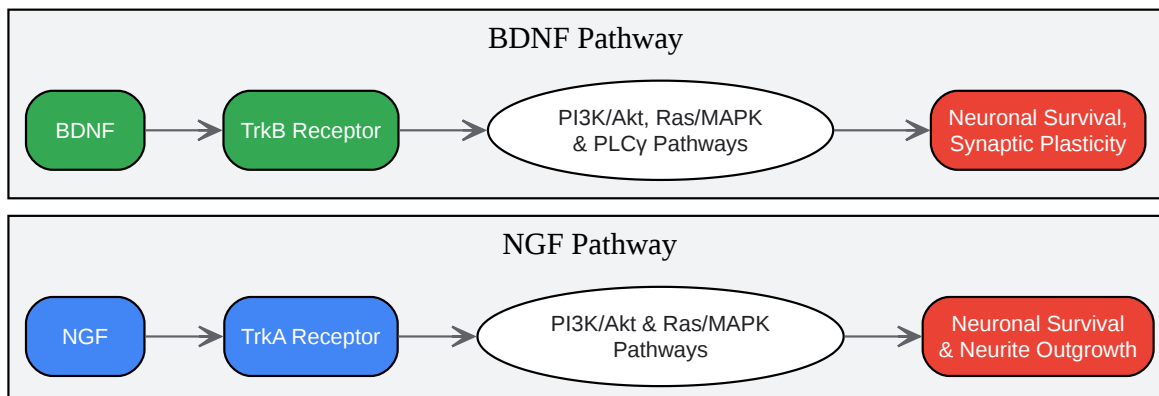 BDNF Pathway
BDNF
TrkB Receptor
PI3K/Akt, Ras/MAPK
& PLCγ Pathways
Neuronal Survival,
Synaptic Plasticity
NGF Pathway
NGF
TrkA Receptor
PI3K/Akt & Ras/MAPK
Pathways
Neuronal Survival
& Neurite Outgrowth